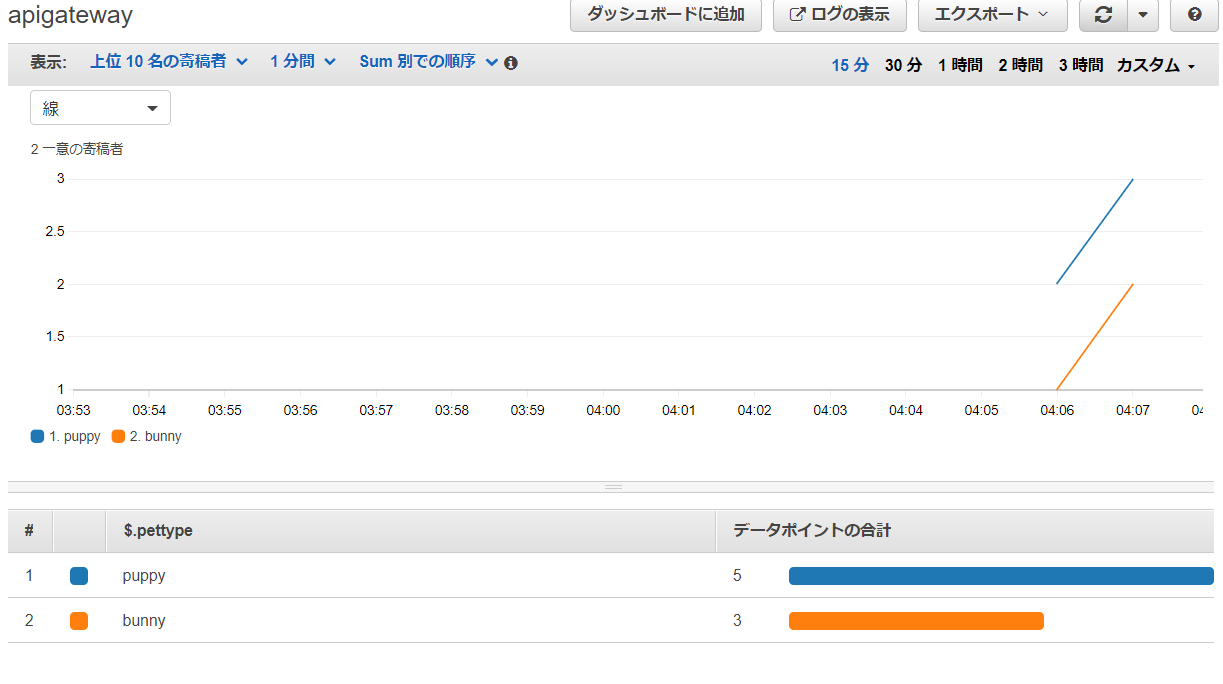 apigateway
ダッシュボードに追加 ログの表示 エクスポート
表示: 上位 10 名の寄稿者 1 分間 Sum 別での順序 15 分 30 分 1 時間 2 時間 3 時間 カスタム
線
2 一意の寄稿者
3
2.5
2
1.5
1
03:53 03:54 03:55 03:56 03:57 03:58 03:59 04:00 04:01 04:02 04:03 04:04 04:05 04:06 04:07
1. puppy 2. bunny
# $.pettype データポイントの合計
1 puppy 5
2 bunny 3